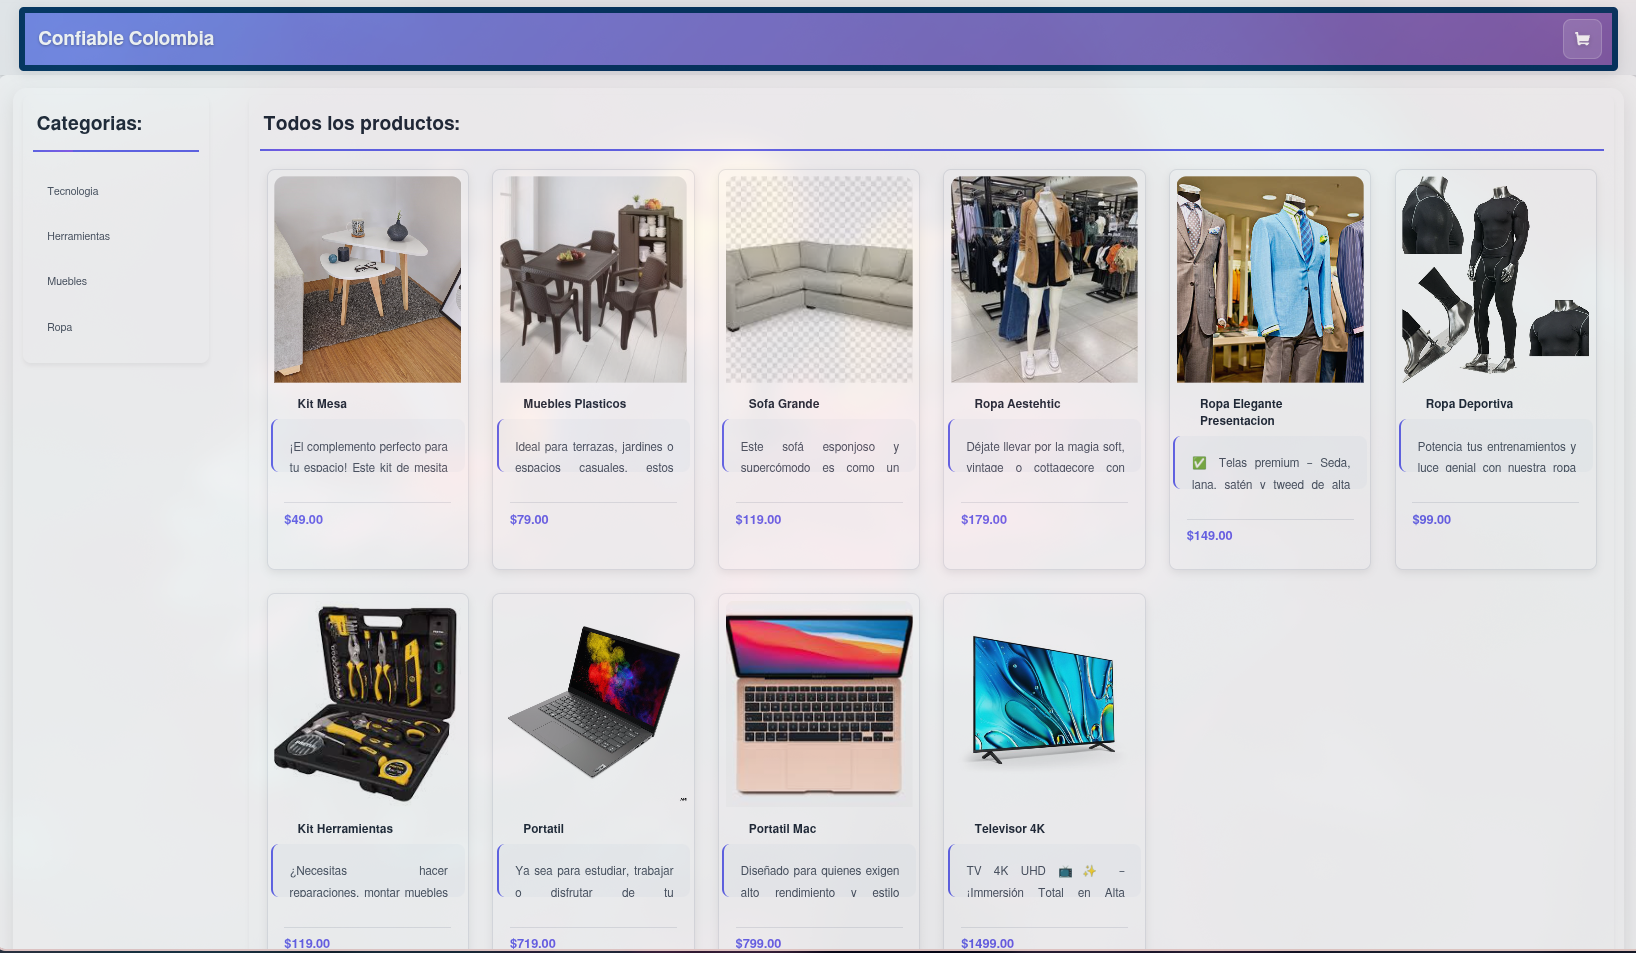 Confiable Colombia
Categorias:
Tecnologia
Herramientas
Muebles
Ropa
Todos los productos:
Kit Mesa
¡El complemento perfecto para
tu espacio! Este kit de mesita
$49.00
Muebles Plasticos
Ideal para terrazas, jardines o
espacios casuales, estos
$79.00
Sofa Grande
Este sofá esponjoso y
supercómodo es como un
$119.00
Ropa Aestehtic
Déjate llevar por la magia soft,
vintage o cottagecore con
$179.00
Ropa Elegante
Presentacion
✅ Telas premium – Seda,
lana, satén y tweed de alta
$149.00
Ropa Deportiva
Potencia tus entrenamientos y
luce genial con nuestra ropa
$99.00
Kit Herramientas
¿Necesitas hacer
reparaciones, montar muebles
$119.00
Portatil
Ya sea para estudiar, trabajar
o disfrutar de tu
$719.00
Portatil Mac
Diseñado para quienes exigen
alto rendimiento y estilo
$799.00
Televisor 4K
TV 4K UHD 📺 ✨ –
¡Immersión Total en Alta
$1499.00